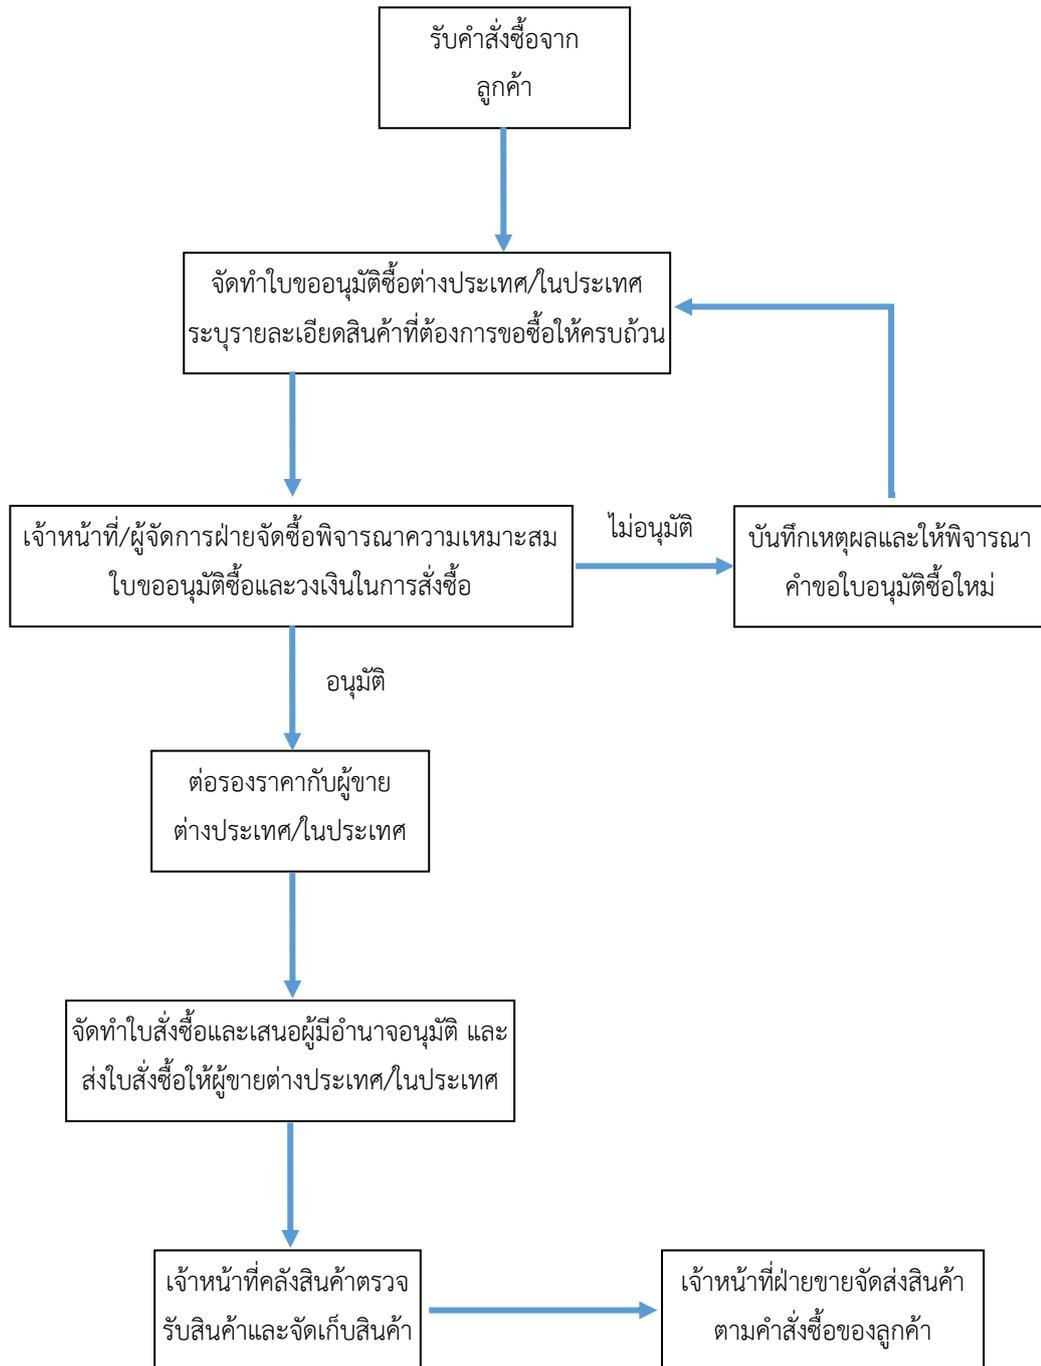 รับคำสั่งซื้อจาก
ลูกค้า
จัดทำใบขออนุมัติซื้อต่างประเทศ/ในประเทศ
ระบุรายละเอียดสินค้าที่ต้องการขอซื้อให้ครบถ้วน
เจ้าหน้าที่/ผู้จัดการฝ่ายจัดซื้อพิจารณาความเหมาะสม
ใบขออนุมัติซื้อและวงเงินในการสั่งซื้อ
ไม่อนุมัติ
บันทึกเหตุผลและให้พิจารณา
คำขอใบอนุมัติซื้อใหม่
อนุมัติ
ต่อรองราคากับผู้ขาย
ต่างประเทศ/ในประเทศ
จัดทำใบสั่งซื้อและเสนอผู้มีอำนาจอนุมัติ และ
ส่งใบสั่งซื้อให้ผู้ขายต่างประเทศ/ในประเทศ
เจ้าหน้าที่คลังสินค้าตรวจ
รับสินค้าและจัดเก็บสินค้า
เจ้าหน้าที่ฝ่ายขายจัดส่งสินค้า
ตามคำสั่งซื้อของลูกค้า